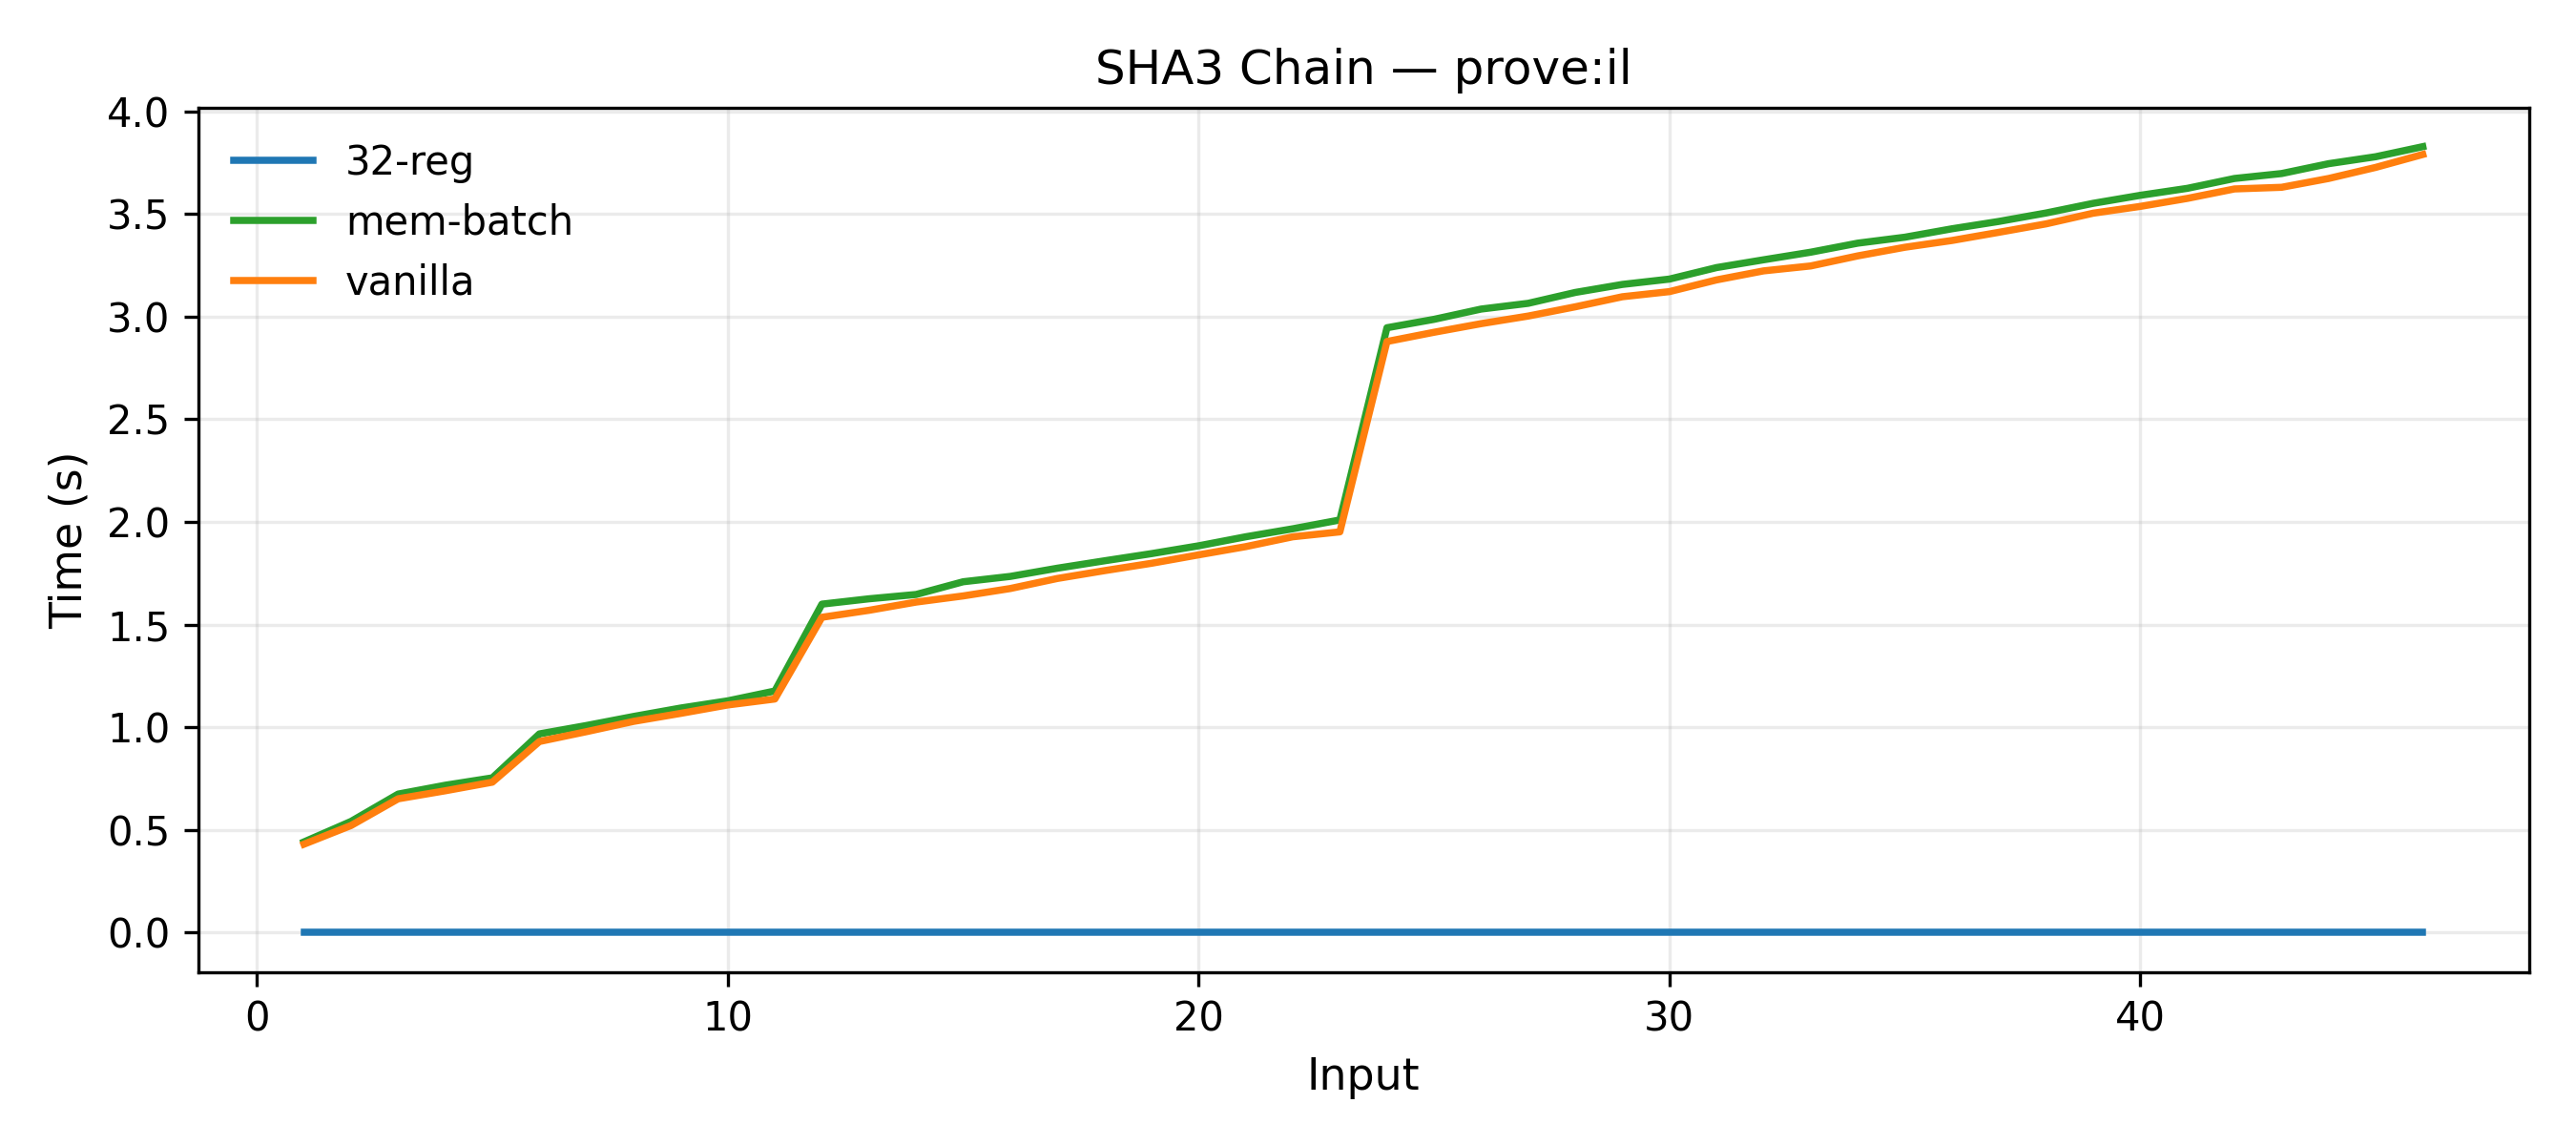 SHA3 Chain — prove:il
4.0
3.5
3.0
2.5
2.0
1.5
1.0
0.5
0.0
Time (s)
32-reg
mem-batch
vanilla
0 10 20 30 40
Input